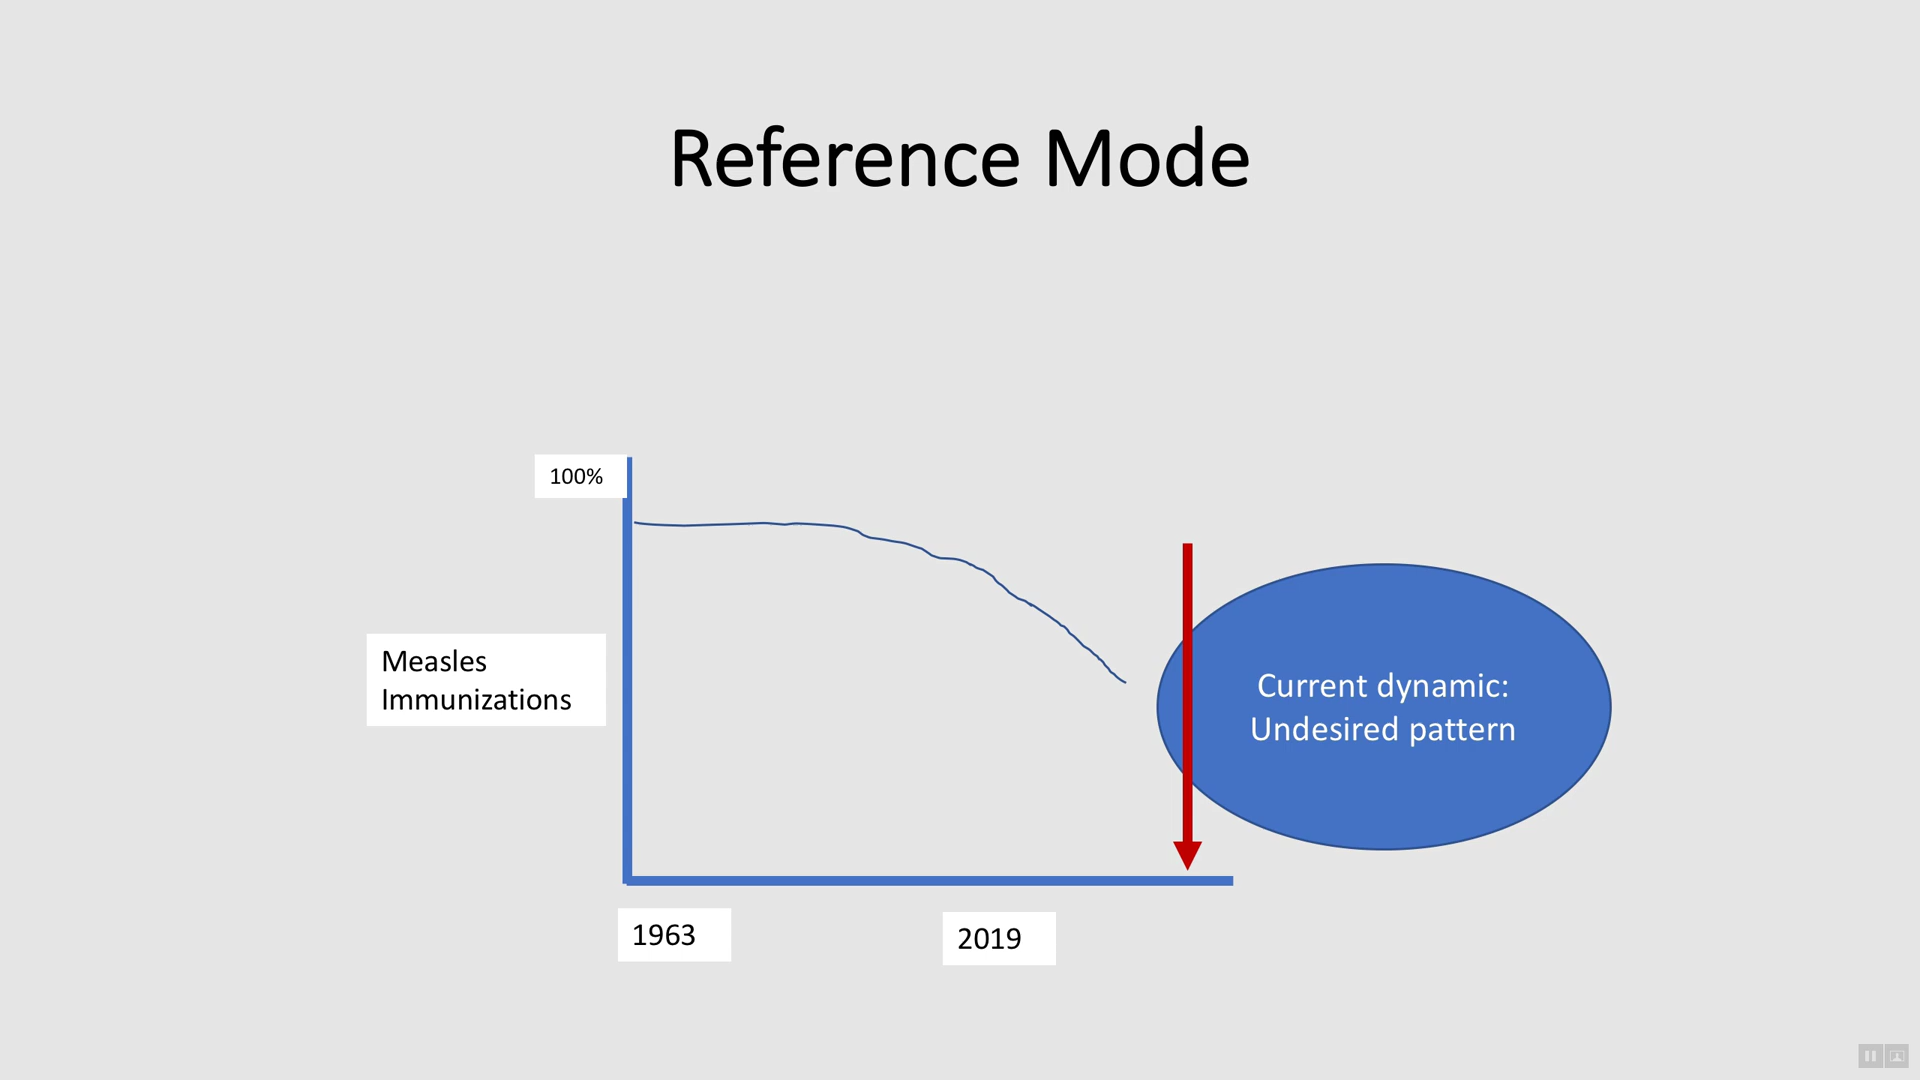 Reference Mode
100%
Measles
Immunizations
Current dynamic:
Undesired pattern
1963
2019